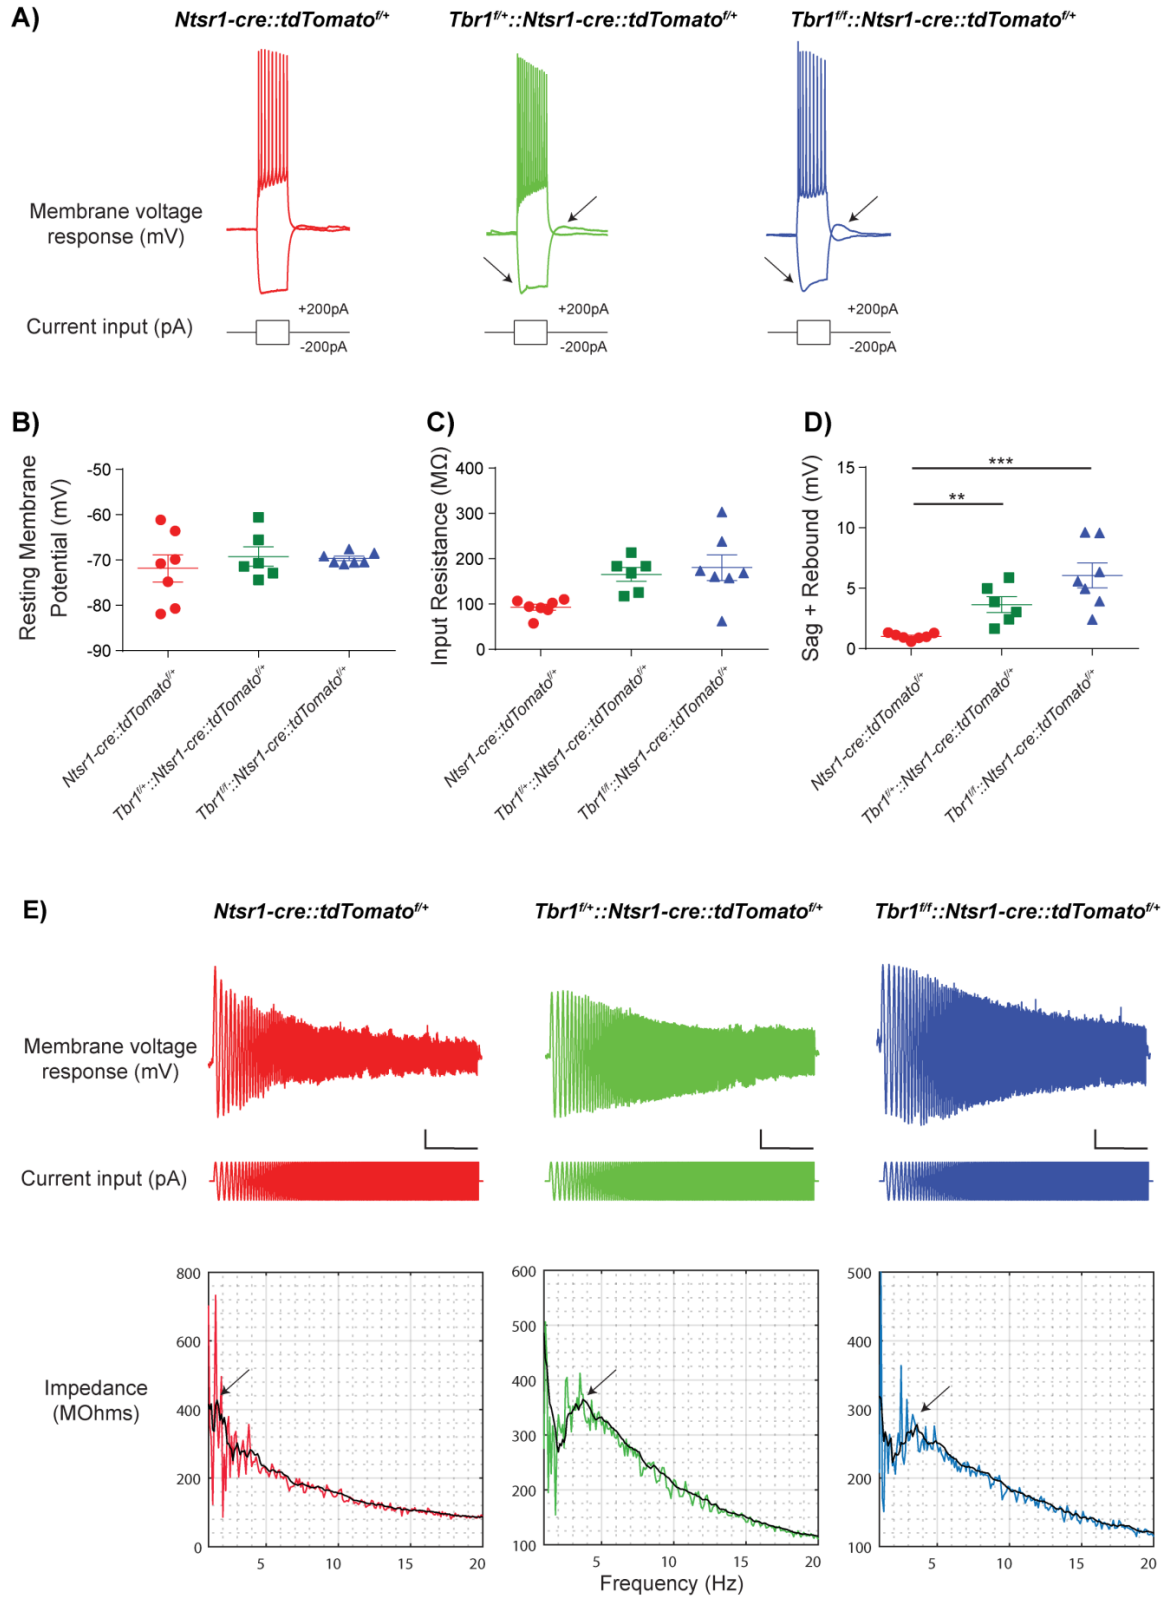 A)
Ntsr1-cre::tdTomato^f/+ Tbr1^f/+::Ntsr1-cre::tdTomato^f/+ Tbr1^f/f::Ntsr1-cre::tdTomato^f/+
Membrane voltage
response (mV)
Current input (pA)
+200pA
-200pA
+200pA
-200pA
+200pA
-200pA
B)
Resting Membrane
Potential (mV)
-50
-60
-70
-80
-90
Ntsr1-cre::tdTomato^f/+
Tbr1^f/+::Ntsr1-cre::tdTomato^f/+
Tbr1^f/f::Ntsr1-cre::tdTomato^f/+
C)
Input Resistance (MΩ)
400
300
200
100
0
Ntsr1-cre::tdTomato^f/+
Tbr1^f/+::Ntsr1-cre::tdTomato^f/+
Tbr1^f/f::Ntsr1-cre::tdTomato^f/+
D)
Sag + Rebound (mV)
15
10
5
0
***
**
Ntsr1-cre::tdTomato^f/+
Tbr1^f/+::Ntsr1-cre::tdTomato^f/+
Tbr1^f/f::Ntsr1-cre::tdTomato^f/+
E)
Ntsr1-cre::tdTomato^f/+ Tbr1^f/+::Ntsr1-cre::tdTomato^f/+ Tbr1^f/f::Ntsr1-cre::tdTomato^f/+
Membrane voltage
response (mV)
Current input (pA)
Impedance
(MOhms)
800
600
400
200
0
5 10 15 20
600
500
400
300
200
100
5 10 15 20
500
400
300
200
100
5 10 15 20
Frequency (Hz)